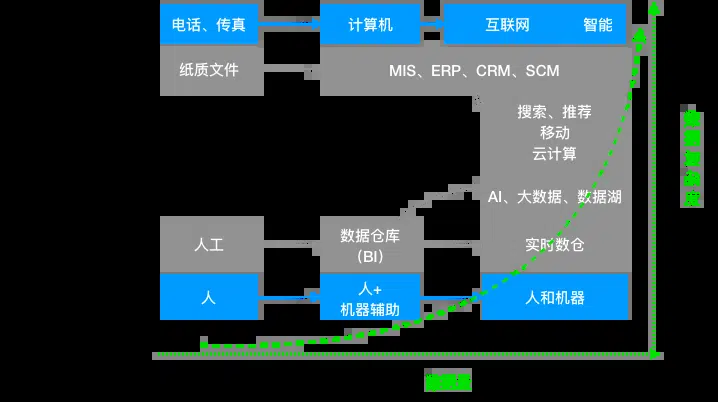 电话、传真
计算机
互联网
智能
纸质文件
MIS、ERP、CRM、SCM
搜索、推荐
移动
云计算
AI、大数据、数据湖
人工
数据仓库
（BI）
实时数仓
人
人+
机器辅助
人和机器